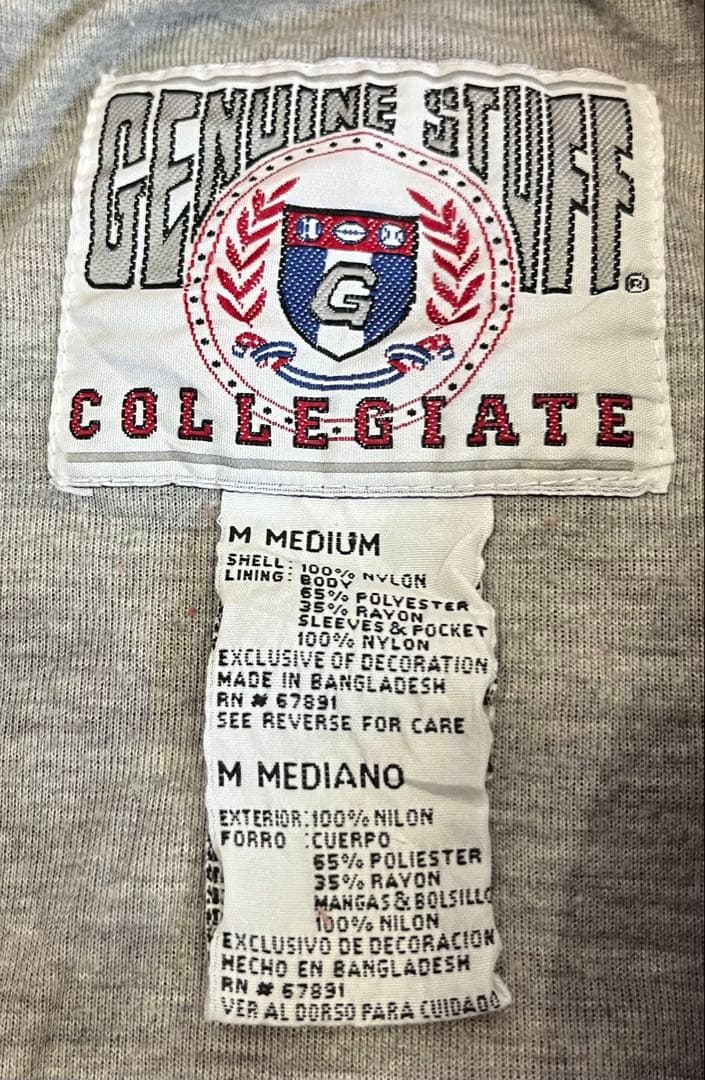 GENUINE STUFF
®
G
COLLEGIATE
M MEDIUM
SHELL: 100% NYLON
LINING: BODY
65% POLYESTER
35% RAYON
SLEEVES & POCKET
100% NYLON
EXCLUSIVE OF DECORATION
MADE IN BANGLADESH
RN # 67891
SEE REVERSE FOR CARE
M MEDIANO
EXTERIOR:100% NILON
FORRO :CUERPO
65% POLIESTER
35% RAYON
MANGAS & BOLSILLO
100% NILON
EXCLUSIVO DE DECORACION
HECHO EN BANGLADESH
RN # 67891
VER AL DORSO PARA CUIDADO